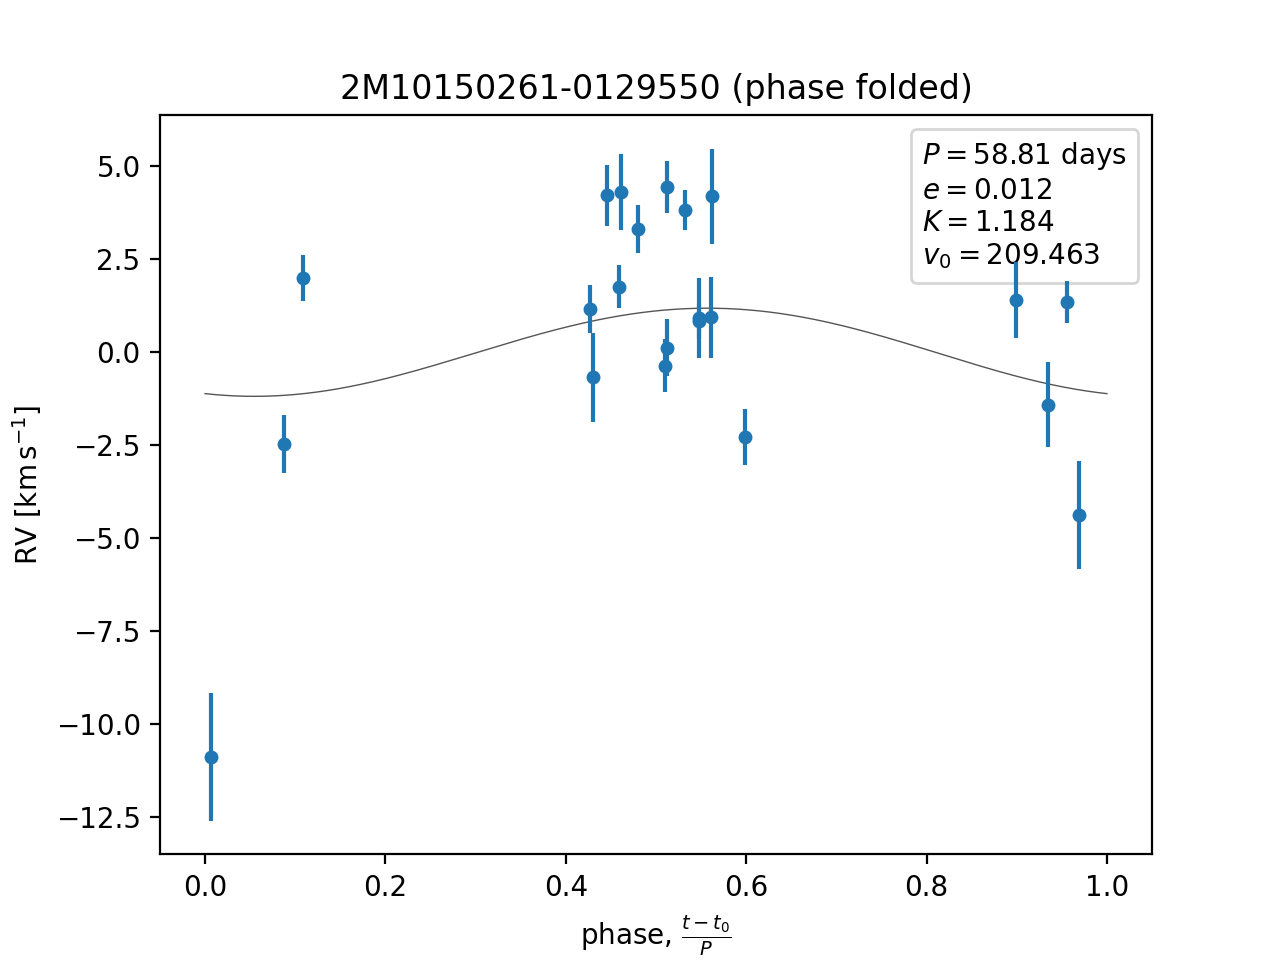 2M10150261-0129550 (phase folded)
P = 58.81 days
e = 0.012
K = 1.184
v₀ = 209.463
RV [km s⁻¹]
5.0
2.5
0.0
−2.5
−5.0
−7.5
−10.0
−12.5
0.0 0.2 0.4 0.6 0.8 1.0
phase, (t − t₀)/P